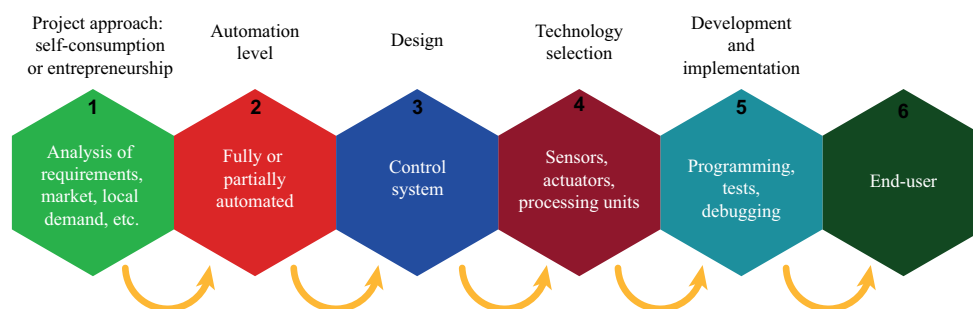 Project approach:
self-consumption
or entrepreneurship
1
Analysis of
requirements,
market, local
demand, etc.
Automation
level
2
Fully or
partially
automated
Design
3
Control
system
Technology
selection
4
Sensors,
actuators,
processing units
Development
and
implementation
5
Programming,
tests,
debugging
6
End-user